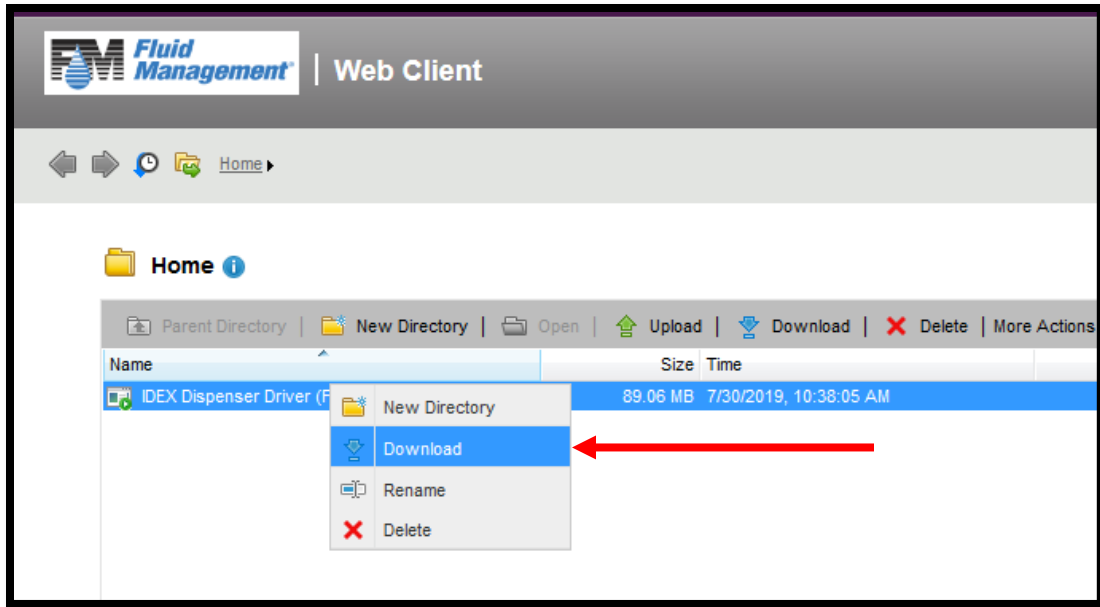 FM Fluid Management® | Web Client
Home
Home
Parent Directory | New Directory | Open | Upload | Download | Delete | More Actions
Name Size Time
IDEX Dispenser Driver (F 89.06 MB 7/30/2019, 10:38:05 AM
New Directory
Download
Rename
Delete